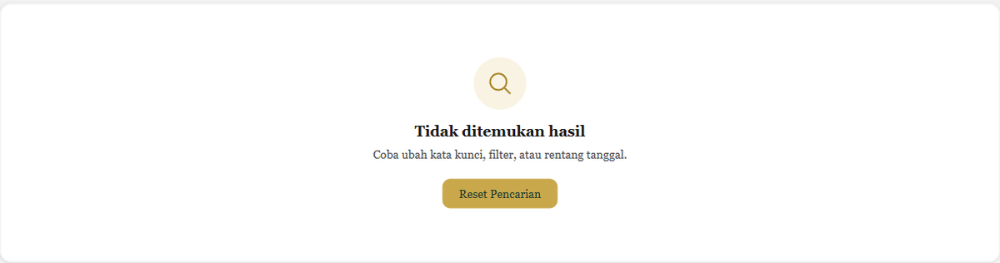 Tidak ditemukan hasil
Coba ubah kata kunci, filter, atau rentang tanggal.
Reset Pencarian